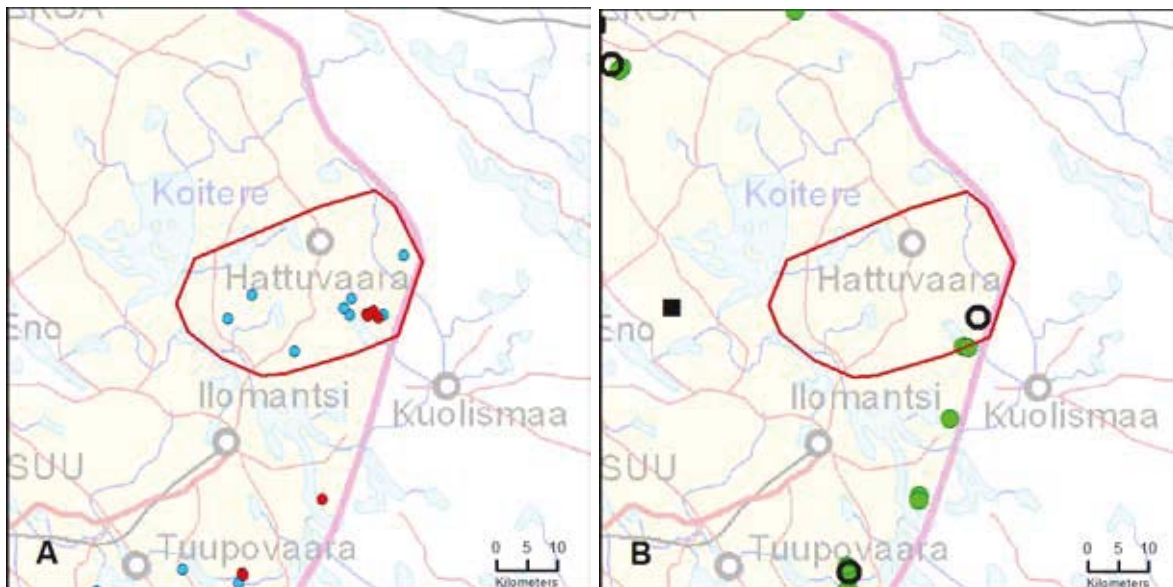 Koitere
Hattuvaara
Eno
Ilomantsi
Kuolismaa
SUU
Tuupovaara
A
0 5 10
Kilometers
Koitere
Hattuvaara
Eno
Ilomantsi
Kuolismaa
SUU
Tuupovaara
B
0 5 10
Kilometers